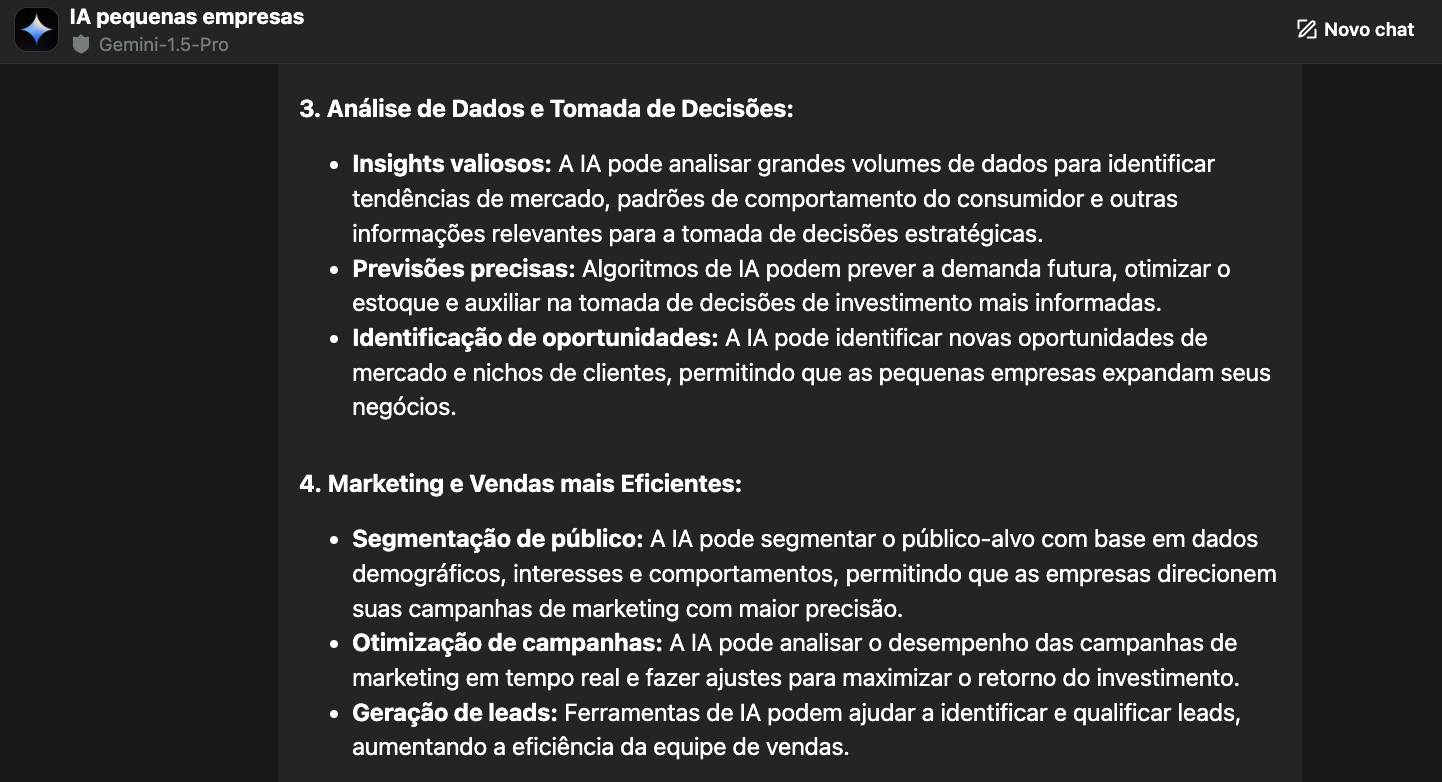 IA pequenas empresas
Gemini-1.5-Pro
Novo chat
3. Análise de Dados e Tomada de Decisões:
• Insights valiosos: A IA pode analisar grandes volumes de dados para identificar
tendências de mercado, padrões de comportamento do consumidor e outras
informações relevantes para a tomada de decisões estratégicas.
• Previsões precisas: Algoritmos de IA podem prever a demanda futura, otimizar o
estoque e auxiliar na tomada de decisões de investimento mais informadas.
• Identificação de oportunidades: A IA pode identificar novas oportunidades de
mercado e nichos de clientes, permitindo que as pequenas empresas expandam seus
negócios.
4. Marketing e Vendas mais Eficientes:
• Segmentação de público: A IA pode segmentar o público-alvo com base em dados
demográficos, interesses e comportamentos, permitindo que as empresas direcionem
suas campanhas de marketing com maior precisão.
• Otimização de campanhas: A IA pode analisar o desempenho das campanhas de
marketing em tempo real e fazer ajustes para maximizar o retorno do investimento.
• Geração de leads: Ferramentas de IA podem ajudar a identificar e qualificar leads,
aumentando a eficiência da equipe de vendas.